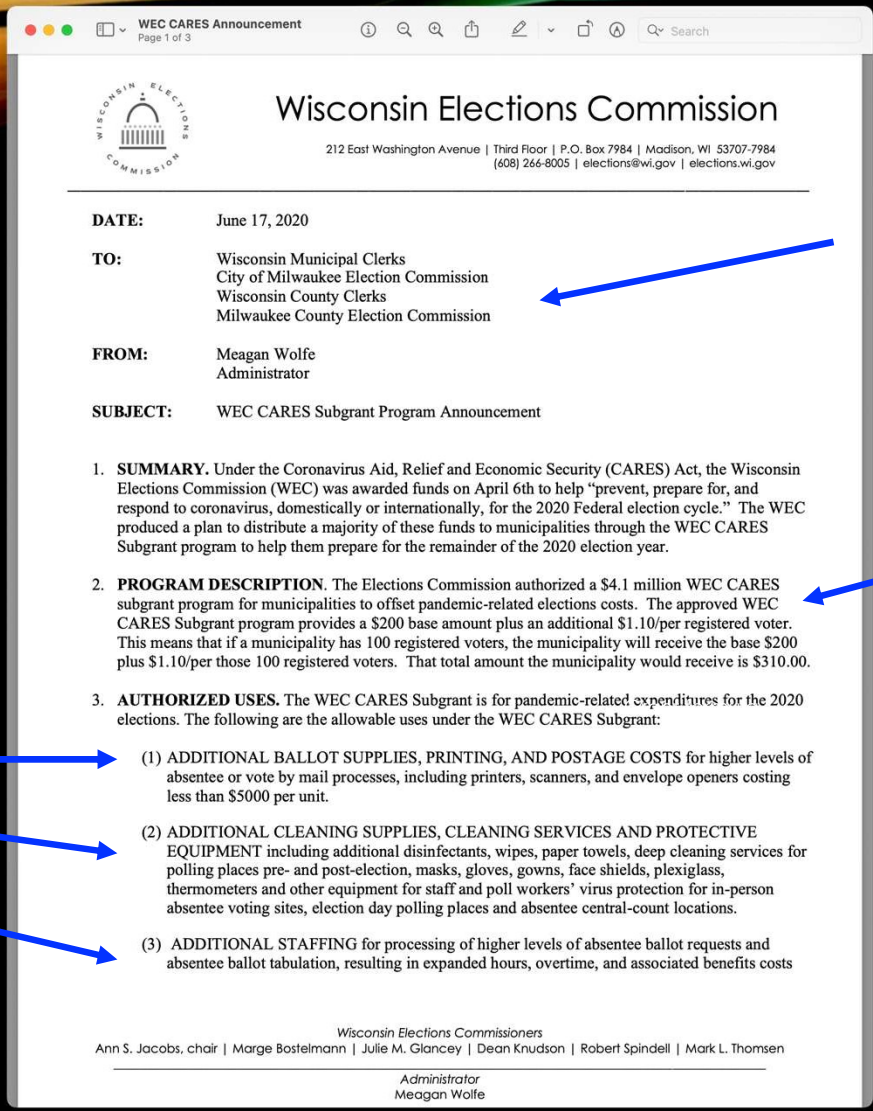 WEC CARES Announcement
Page 1 of 3
Search
WISCONSIN ELECTIONS COMMISSION
Wisconsin Elections Commission
212 East Washington Avenue | Third Floor | P.O. Box 7984 | Madison, WI 53707-7984
(608) 266-8005 | elections@wi.gov | elections.wi.gov
DATE: June 17, 2020
TO: Wisconsin Municipal Clerks
City of Milwaukee Election Commission
Wisconsin County Clerks
Milwaukee County Election Commission
FROM: Meagan Wolfe
Administrator
SUBJECT: WEC CARES Subgrant Program Announcement
1. SUMMARY. Under the Coronavirus Aid, Relief and Economic Security (CARES) Act, the Wisconsin
Elections Commission (WEC) was awarded funds on April 6th to help “prevent, prepare for, and
respond to coronavirus, domestically or internationally, for the 2020 Federal election cycle.” The WEC
produced a plan to distribute a majority of these funds to municipalities through the WEC CARES
Subgrant program to help them prepare for the remainder of the 2020 election year.
2. PROGRAM DESCRIPTION. The Elections Commission authorized a $4.1 million WEC CARES
subgrant program for municipalities to offset pandemic-related elections costs. The approved WEC
CARES Subgrant program provides a $200 base amount plus an additional $1.10/per registered voter.
This means that if a municipality has 100 registered voters, the municipality will receive the base $200
plus $1.10/per those 100 registered voters. That total amount the municipality would receive is $310.00.
3. AUTHORIZED USES. The WEC CARES Subgrant is for pandemic-related expenditures for the 2020
elections. The following are the allowable uses under the WEC CARES Subgrant:
(1) ADDITIONAL BALLOT SUPPLIES, PRINTING, AND POSTAGE COSTS for higher levels of
absentee or vote by mail processes, including printers, scanners, and envelope openers costing
less than $5000 per unit.
(2) ADDITIONAL CLEANING SUPPLIES, CLEANING SERVICES AND PROTECTIVE
EQUIPMENT including additional disinfectants, wipes, paper towels, deep cleaning services for
polling places pre- and post-election, masks, gloves, gowns, face shields, plexiglass,
thermometers and other equipment for staff and poll workers’ virus protection for in-person
absentee voting sites, election day polling places and absentee central-count locations.
(3) ADDITIONAL STAFFING for processing of higher levels of absentee ballot requests and
absentee ballot tabulation, resulting in expanded hours, overtime, and associated benefits costs
Wisconsin Elections Commissioners
Ann S. Jacobs, chair | Marge Bostelmann | Julie M. Glancey | Dean Knudson | Robert Spindell | Mark L. Thomsen
Administrator
Meagan Wolfe